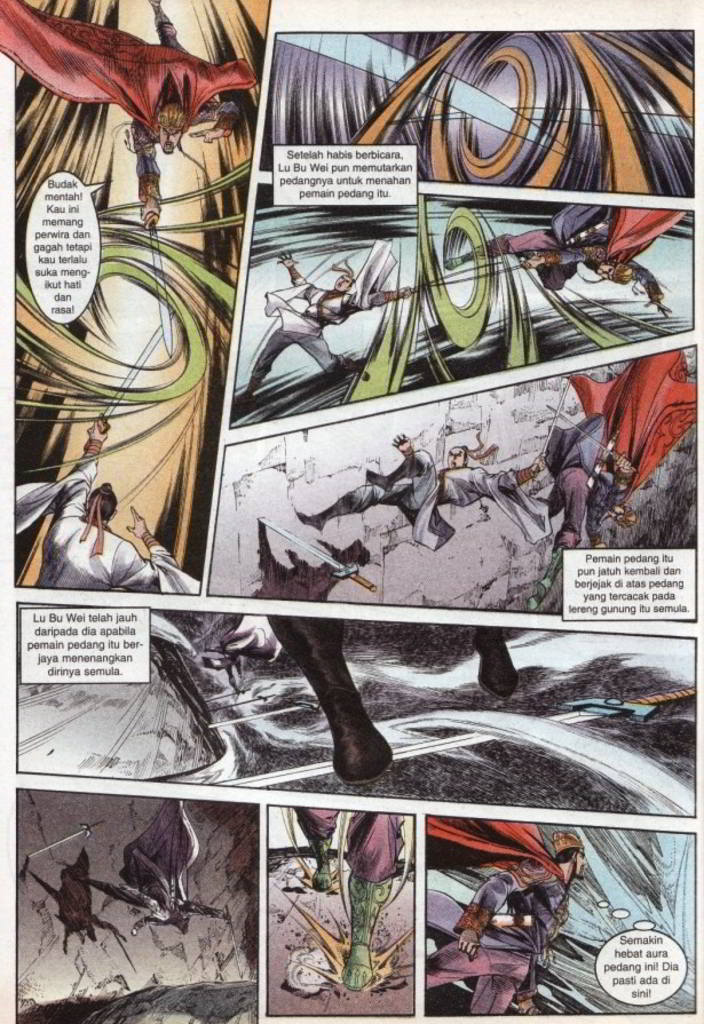 Budak
mentah!
Kau ini
memang
perwira dan
gagah tetapi
kau terlalu
suka meng-
ikut hati
dan
rasa!
Setelah habis berbicara,
Lu Bu Wei pun memutarkan
pedangnya untuk menahan
pemain pedang itu.
Pemain pedang itu
pun jatuh kembali dan
berjejak di atas pedang
yang tercacak pada
lereng gunung itu semula.
Lu Bu Wei telah jauh
daripada dia apabila
pemain pedang itu ber-
jaya menenangkan
dirinya semula.
Semakin
hebat aura
pedang ini! Dia
pasti ada di
sini!